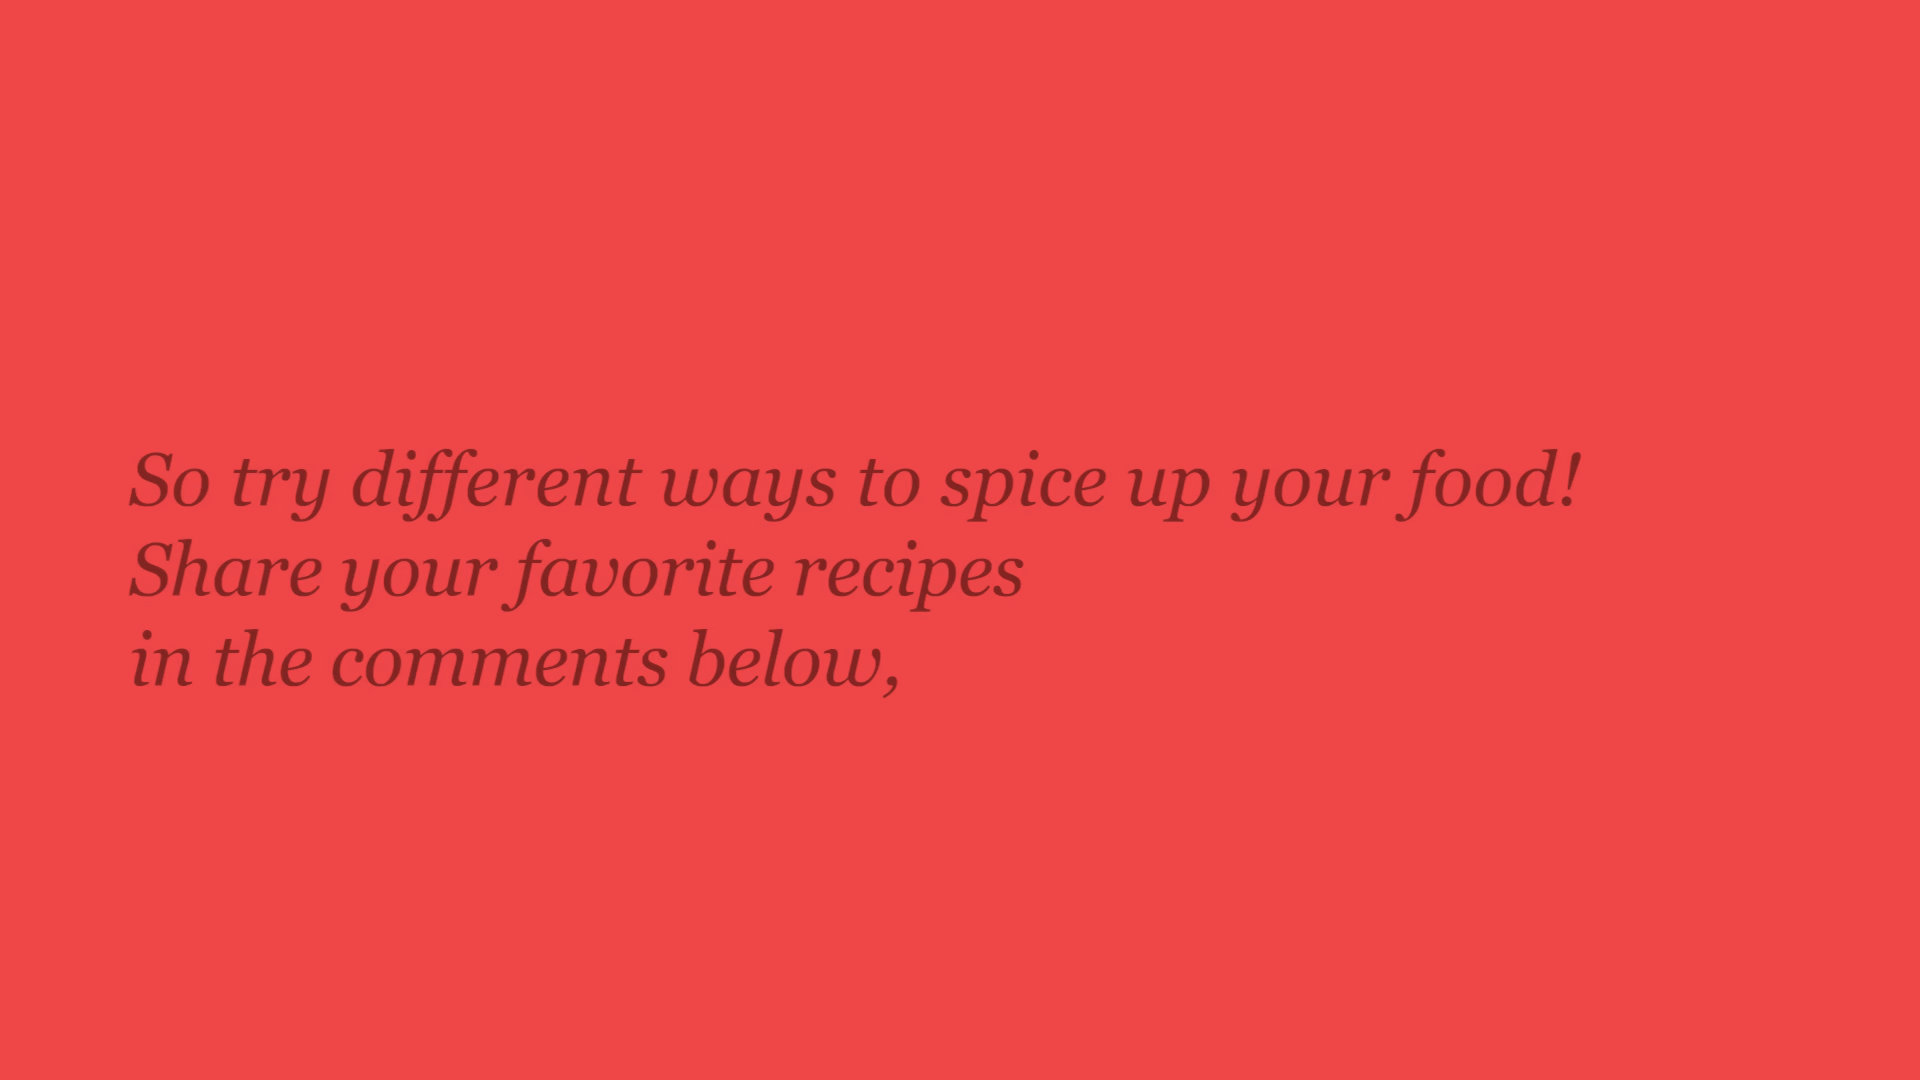 So try different ways to spice up your food!
Share your favorite recipes
in the comments below,